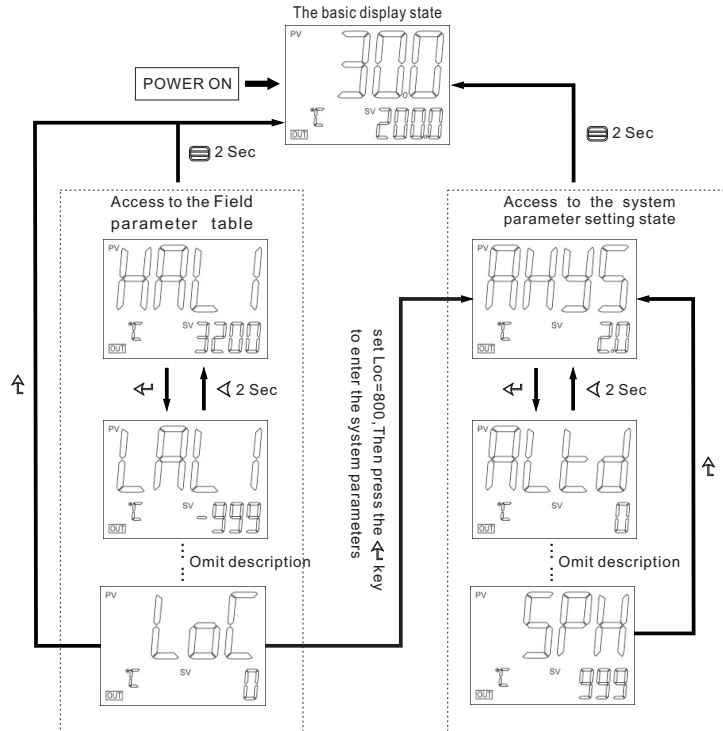 The basic display state
PV
30.0
℃
SV
200.0
OUT
POWER ON
2 Sec
2 Sec
Access to the Field
parameter table
PV
HAL1
℃
SV
3200
OUT
2 Sec
PV
LAL1
℃
SV
-999
OUT
Omit description
PV
LoC
℃
SV
0
OUT
set Loc=800,Then press the key
to enter the system parameters
Access to the system
parameter setting state
PV
AHYS
℃
SV
2.0
OUT
2 Sec
PV
ALtd
℃
SV
0
OUT
Omit description
PV
SPH
℃
SV
999
OUT